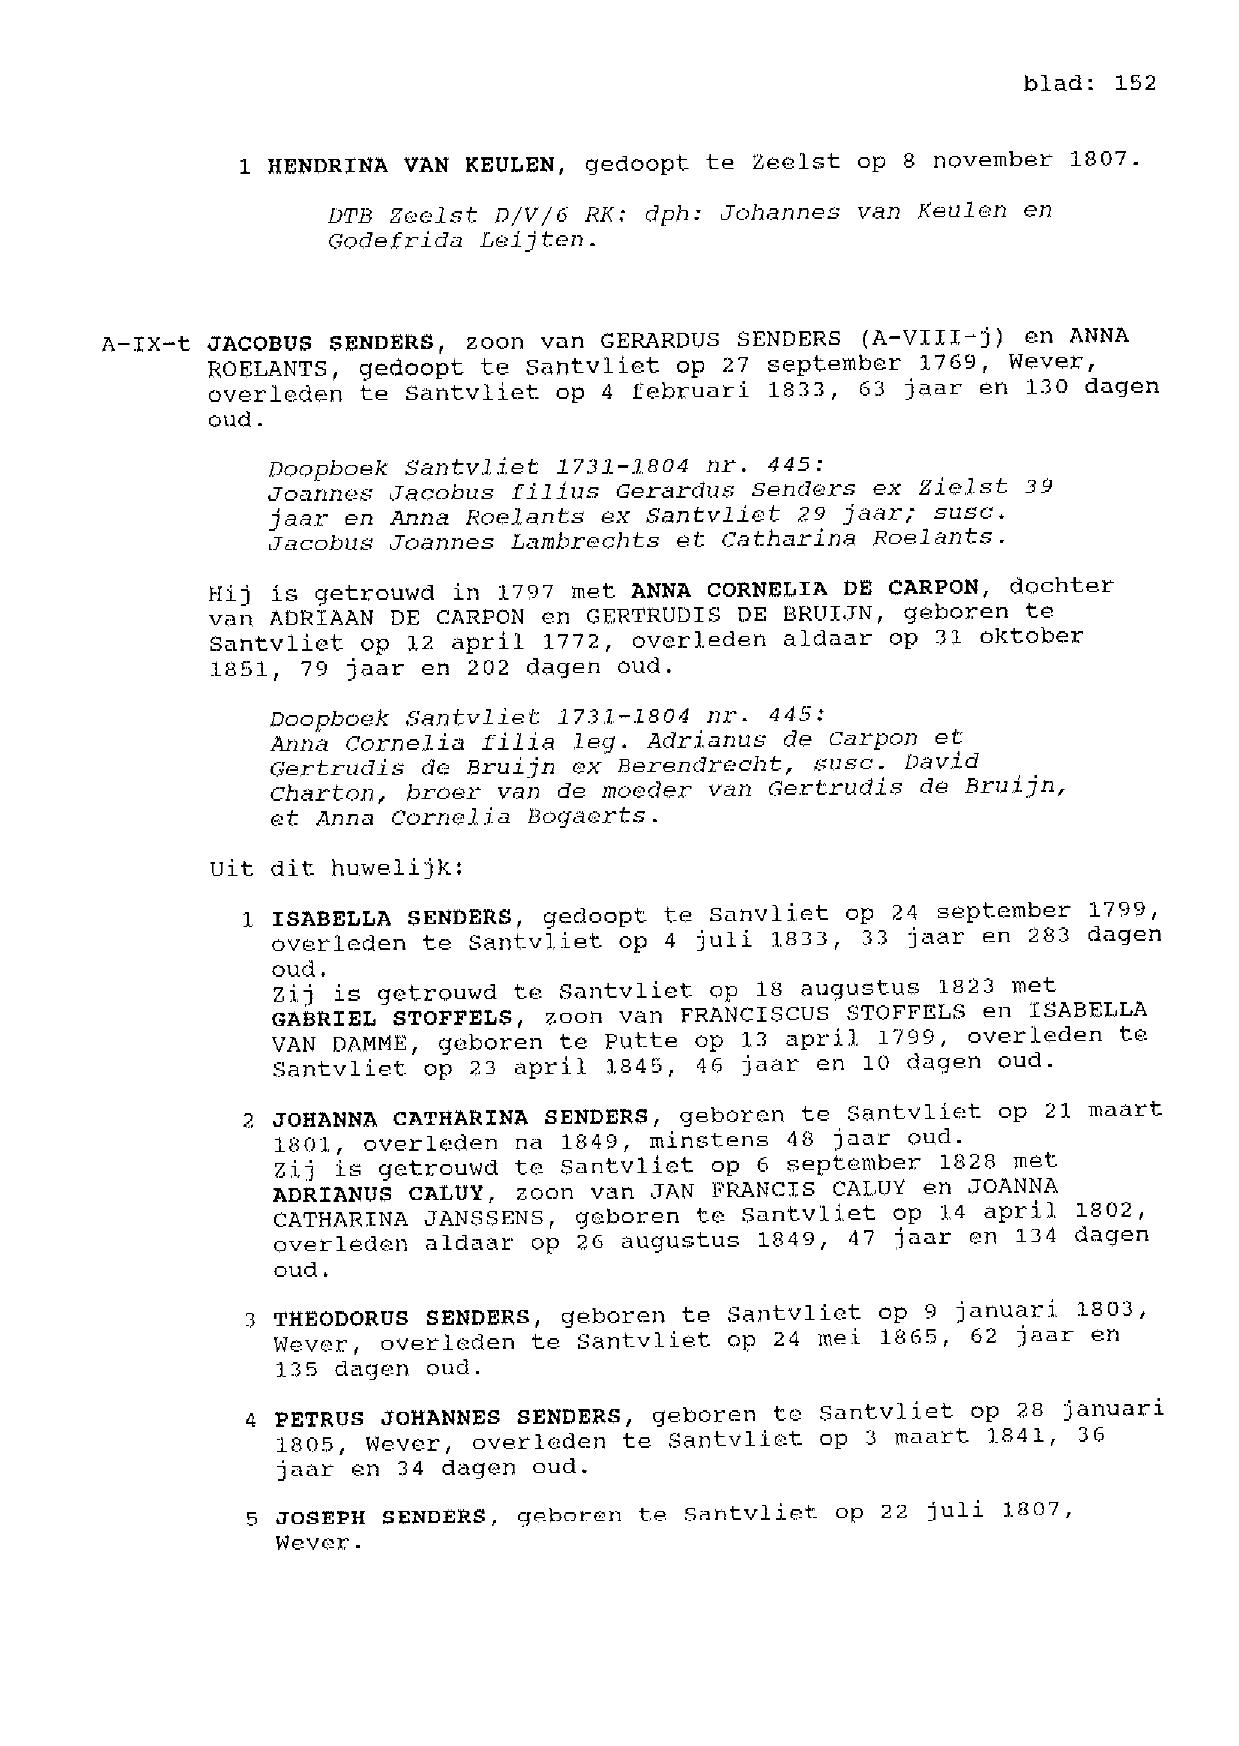 blad: 152
1 HENDRINA VAN KEULEN, gedoopt te Zeelst op 8 november 1807.
DTB Zeelst D/V/6 RK: dph: Johannes van Keulen en
Godefrida Leijten.
A-IX-t JACOBUS SENDERS, zoon van GERARDUS SENDERS (A-VIII-j) en ANNA
ROELANTS, gedoopt te Santvliet op 27 september 1769, Wever,
overleden te Santvliet op 4 februari 1833, 63 jaar en 130 dagen
oud.
Doopboek Santvliet 1731-1804 nr. 445:
Joannes Jacobus filius Gerardus Senders ex Zielst 39
jaar en Anna Roelants ex Santvliet 29 jaar; susc.
Jacobus Joannes Lambrechts et Catharina Roelants.
Hij is getrouwd in 1797 met ANNA CORNELIA DE CARPON, dochter
van ADRIAAN DE CARPON en GERTRUDIS DE BRUIJN, geboren te
Santvliet op 12 april 1772, overleden aldaar op 31 oktober
1851, 79 jaar en 202 dagen oud.
Doopboek Santvliet 1731-1804 nr. 445:
Anna Cornelia filia leg. Adrianus de Carpon et
Gertrudis de Bruijn ex Berendrecht, susc. David
Charton, broer van de moeder van Gertrudis de Bruijn,
et Anna Cornelia Bogaerts.
Uit dit huwelijk:
1 ISABELLA SENDERS, gedoopt te Sanvliet op 24 september 1799,
overleden te Santvliet op 4 juli 1833, 33 jaar en 283 dagen
oud.
Zij is getrouwd te Santvliet op 18 augustus 1823 met
GABRIEL STOFFELS, zoon van FRANCISCUS STOFFELS en ISABELLA
VAN DAMME, geboren te Putte op 13 april 1799, overleden te
Santvliet op 23 april 1845, 46 jaar en 10 dagen oud.
2 JOHANNA CATHARINA SENDERS, geboren te Santvliet op 21 maart
1801, overleden na 1849, minstens 48 jaar oud.
Zij is getrouwd te Santvliet op 6 september 1828 met
ADRIANUS CALUY, zoon van JAN FRANCIS CALUY en JOANNA
CATHARINA JANSSENS, geboren te Santvliet op 14 april 1802,
overleden aldaar op 26 augustus 1849, 47 jaar en 134 dagen
oud.
3 THEODORUS SENDERS, geboren te Santvliet op 9 januari 1803,
Wever, overleden te Santvliet op 24 mei 1865, 62 jaar en
135 dagen oud.
4 PETRUS JOHANNES SENDERS, geboren te Santvliet op 28 januari
1805, Wever, overleden te Santvliet op 3 maart 1841, 36
jaar en 34 dagen oud.
5 JOSEPH SENDERS, geboren te Santvliet op 22 juli 1807,
Wever.